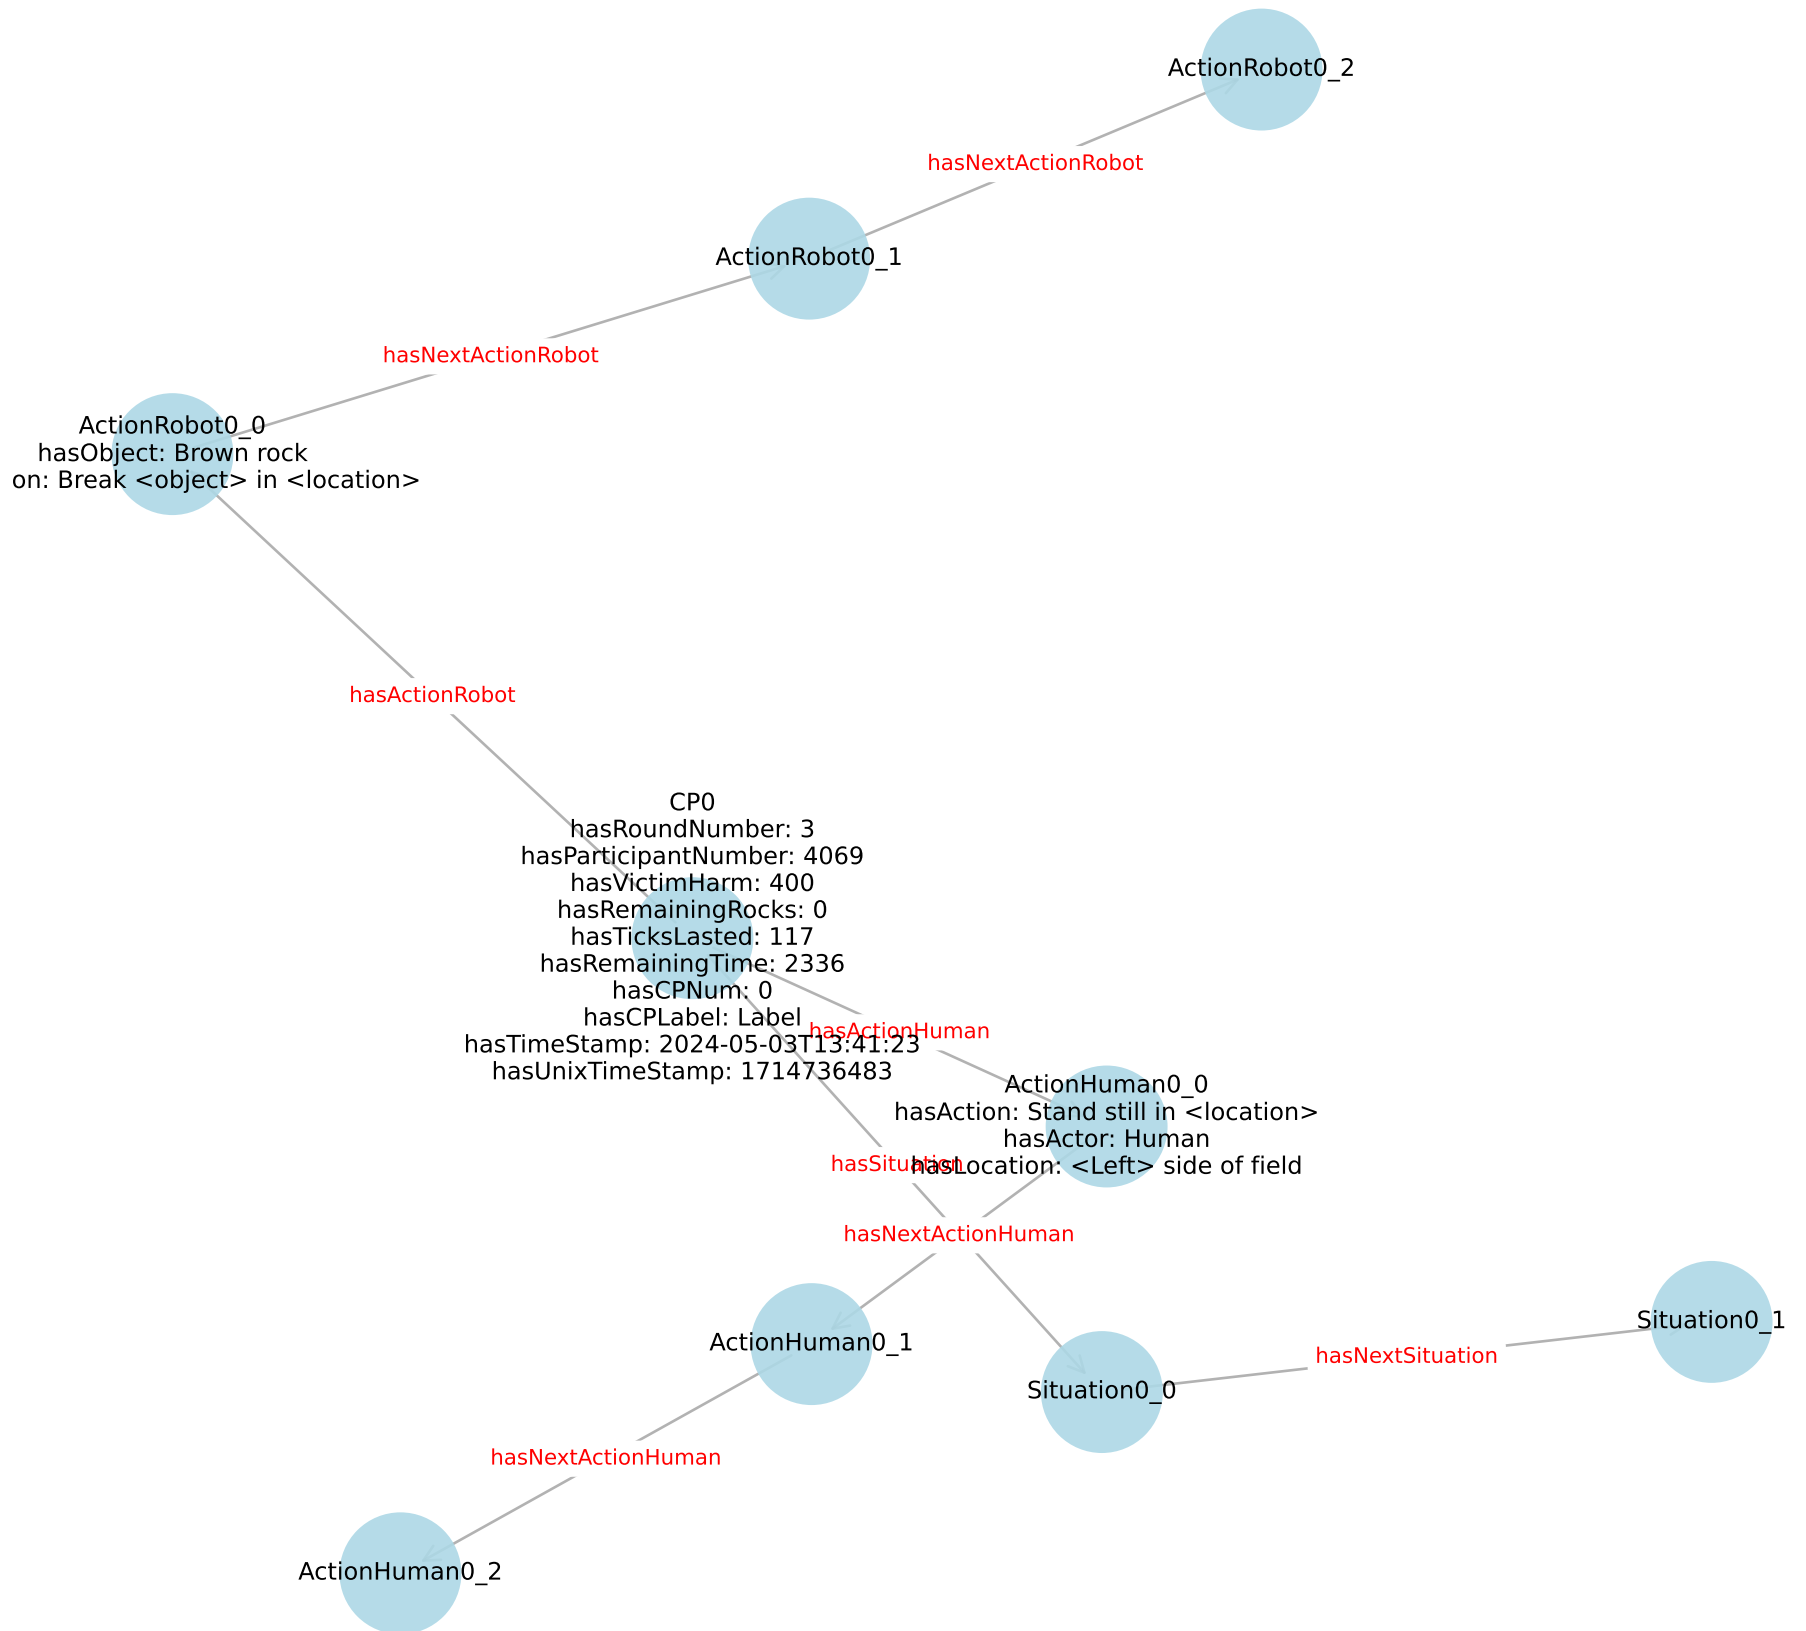 ActionRobot0_2
hasNextActionRobot
ActionRobot0_1
hasNextActionRobot
ActionRobot0_0
hasObject: Brown rock
on: Break <object> in <location>
hasActionRobot
CP0
hasRoundNumber: 3
hasParticipantNumber: 4069
hasVictimHarm: 400
hasRemainingRocks: 0
hasTicksLasted: 117
hasRemainingTime: 2336
hasCPNum: 0
hasCPLabel: Label
hasTimeStamp: 2024-05-03T13:41:23
hasUnixTimeStamp: 1714736483
hasActionHuman
ActionHuman0_0
hasAction: Stand still in <location>
hasActor: Human
hasLocation: <Left> side of field
hasSituation
hasNextActionHuman
ActionHuman0_1
Situation0_1
hasNextSituation
Situation0_0
hasNextActionHuman
ActionHuman0_2